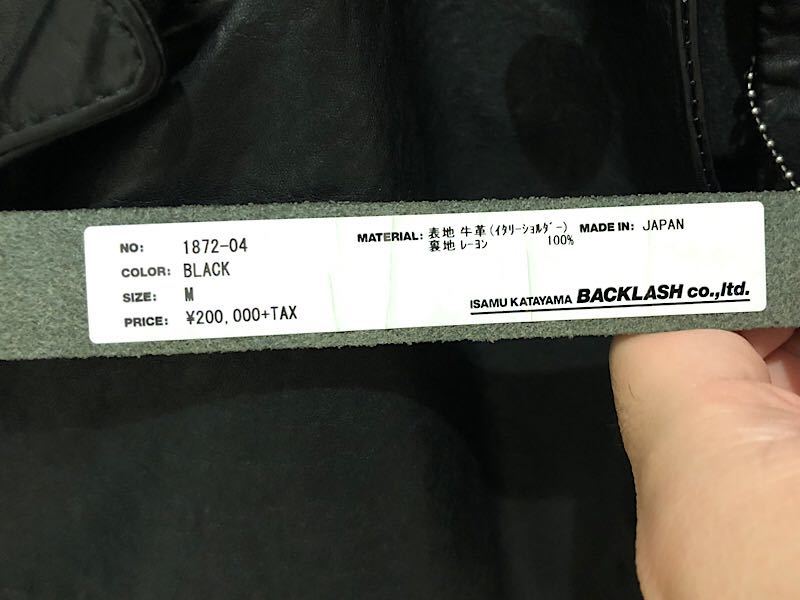 NO: 1872-04
COLOR: BLACK
SIZE: M
PRICE: ¥200,000+TAX
MATERIAL: 表地 牛革(イタリーショルダー)
裏地 レーヨン 100%
MADE IN: JAPAN
ISAMU KATAYAMA BACKLASH co.,ltd.